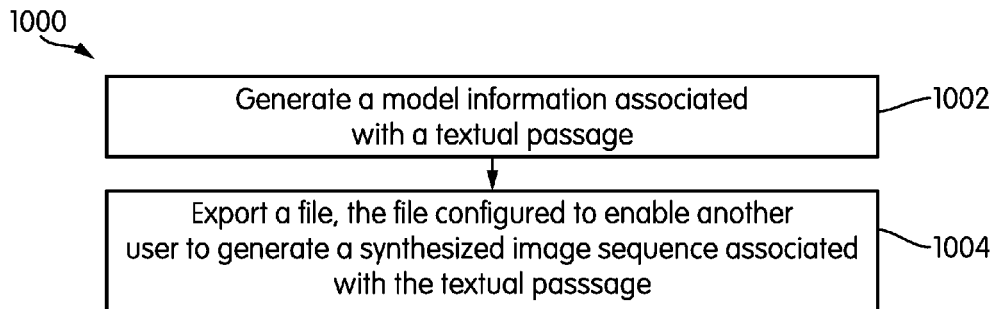 1000
Generate a model information associated
with a textual passage
1002
Export a file, the file configured to enable another
user to generate a synthesized image sequence associated
with the textual passsage
1004